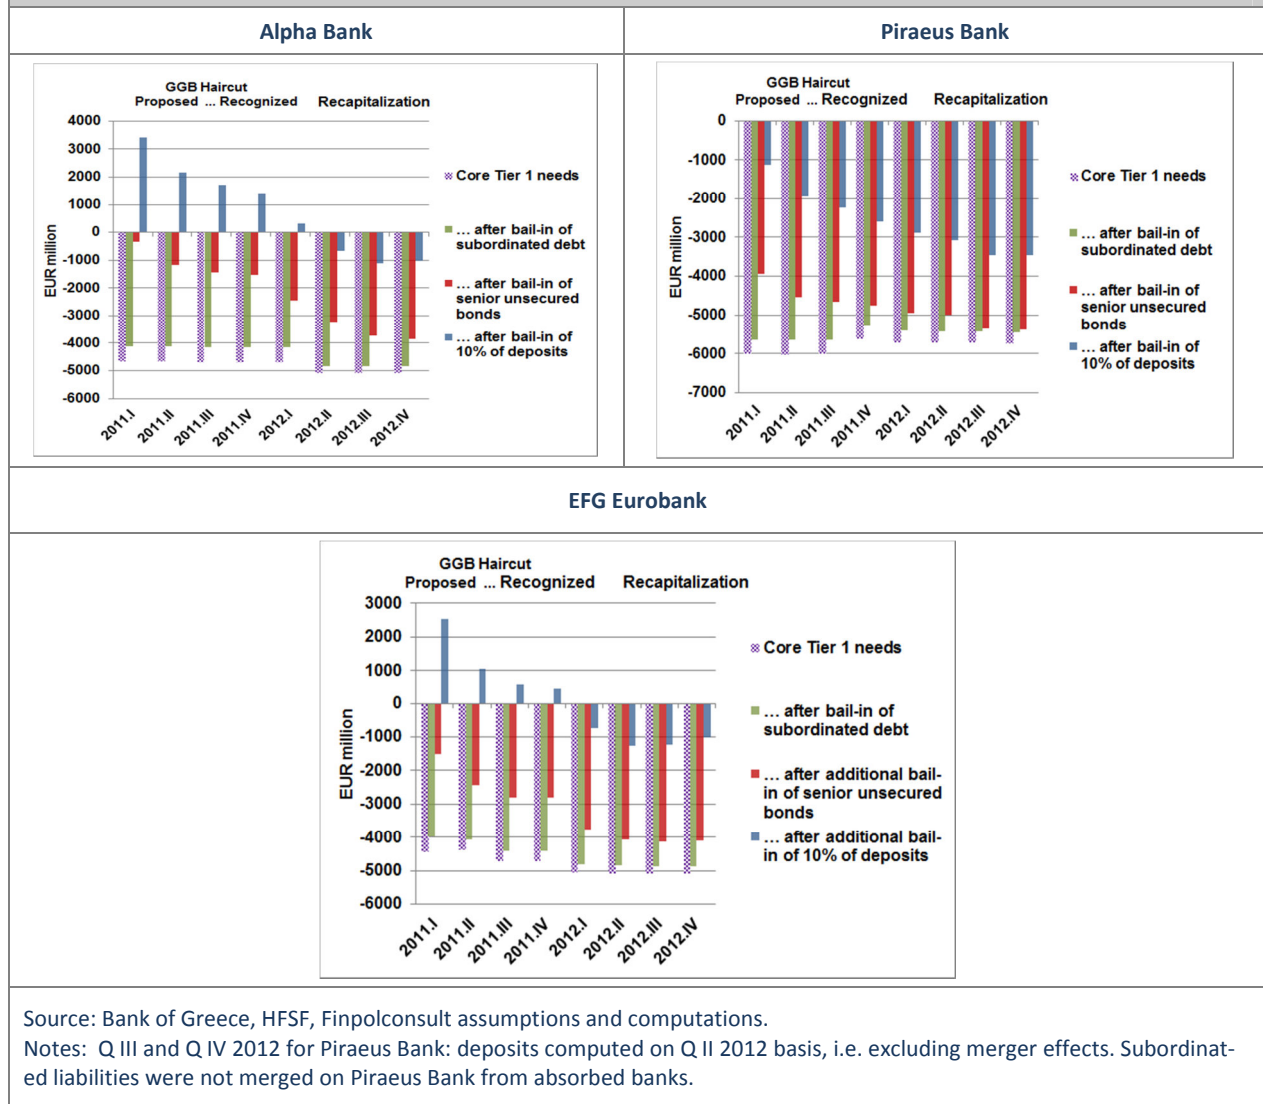 Alpha Bank
Piraeus Bank
GGB Haircut
Proposed ... Recognized Recapitalization
4000
3000
2000
1000
0
-1000
-2000
-3000
-4000
-5000
-6000
EUR million
2011.I
2011.II
2011.III
2011.IV
2012.I
2012.II
2012.III
2012.IV
Core Tier 1 needs
... after bail-in of
subordinated debt
... after bail-in of
senior unsecured
bonds
... after bail-in of
10% of deposits
GGB Haircut
Proposed ... Recognized Recapitalization
0
-1000
-2000
-3000
-4000
-5000
-6000
-7000
EUR million
2011.I
2011.II
2011.III
2011.IV
2012.I
2012.II
2012.III
2012.IV
Core Tier 1 needs
... after bail-in of
subordinated debt
... after bail-in of
senior unsecured
bonds
... after bail-in of
10% of deposits
EFG Eurobank
GGB Haircut
Proposed ... Recognized Recapitalization
3000
2000
1000
0
-1000
-2000
-3000
-4000
-5000
-6000
EUR million
2011.I
2011.II
2011.III
2011.IV
2012.I
2012.II
2012.III
2012.IV
Core Tier 1 needs
... after bail-in of
subordinated debt
... after additional bail-
in of senior unsecured
bonds
... after additional bail-
in of 10% of deposits
Source: Bank of Greece, HFSF, Finpolconsult assumptions and computations.
Notes: Q III and Q IV 2012 for Piraeus Bank: deposits computed on Q II 2012 basis, i.e. excluding merger effects. Subordinat-
ed liabilities were not merged on Piraeus Bank from absorbed banks.